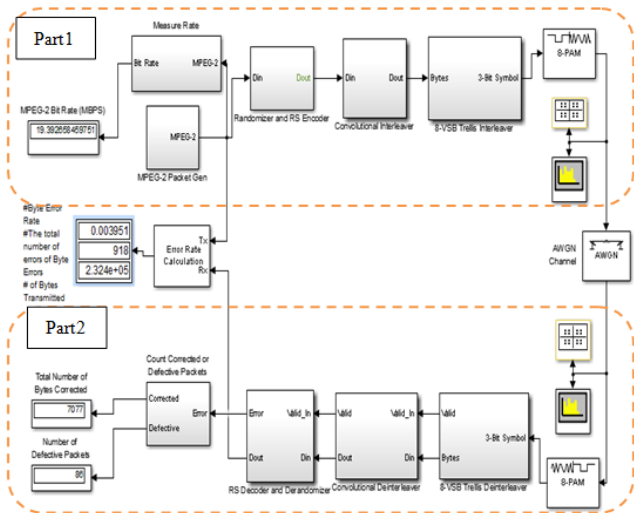 Part1
Measure Rate
Bit Rate
MPEG-2
Din
Dout
Din
Dout
Bytes
3-Bit Symbol
8-PAM
MPEG-2 Bit Rate (MBPS)
19.392658459751
MPEG-2
MPEG-2 Packet Gen
Randomizer and RS Encoder
Convolutional Interleaver
8-VSB Trellis Interleaver
#Byte Error
Rate
#The total
number of
errors of Byte
Errors
# of Bytes
Transmitted
0.003951
918
2.324e+05
Error Rate
Calculation
Tx
Rx
AWGN
Channel
AWGN
Part2
Count Corrected or
Defective Packets
Total Number of
Bytes Corrected
7077
Corrected
Error
Defective
Number of
Defective Packets
86
Error
Valid_In
Dout
Din
RS Decoder and Derandomizer
Valid
Valid_In
Dout
Din
Convolutional Deinterleaver
Valid
3-Bit Symbol
Bytes
8-VSB Trellis Deinterleaver
8-PAM